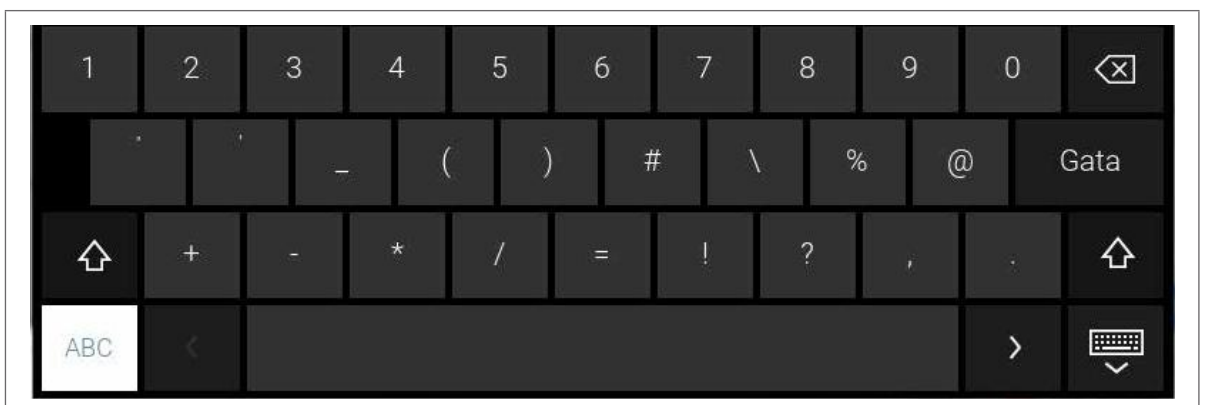 1 2 3 4 5 6 7 8 9 0
" ' _ ( ) # \ % @ Gata
+ - * / = ! ? , .
ABC < >